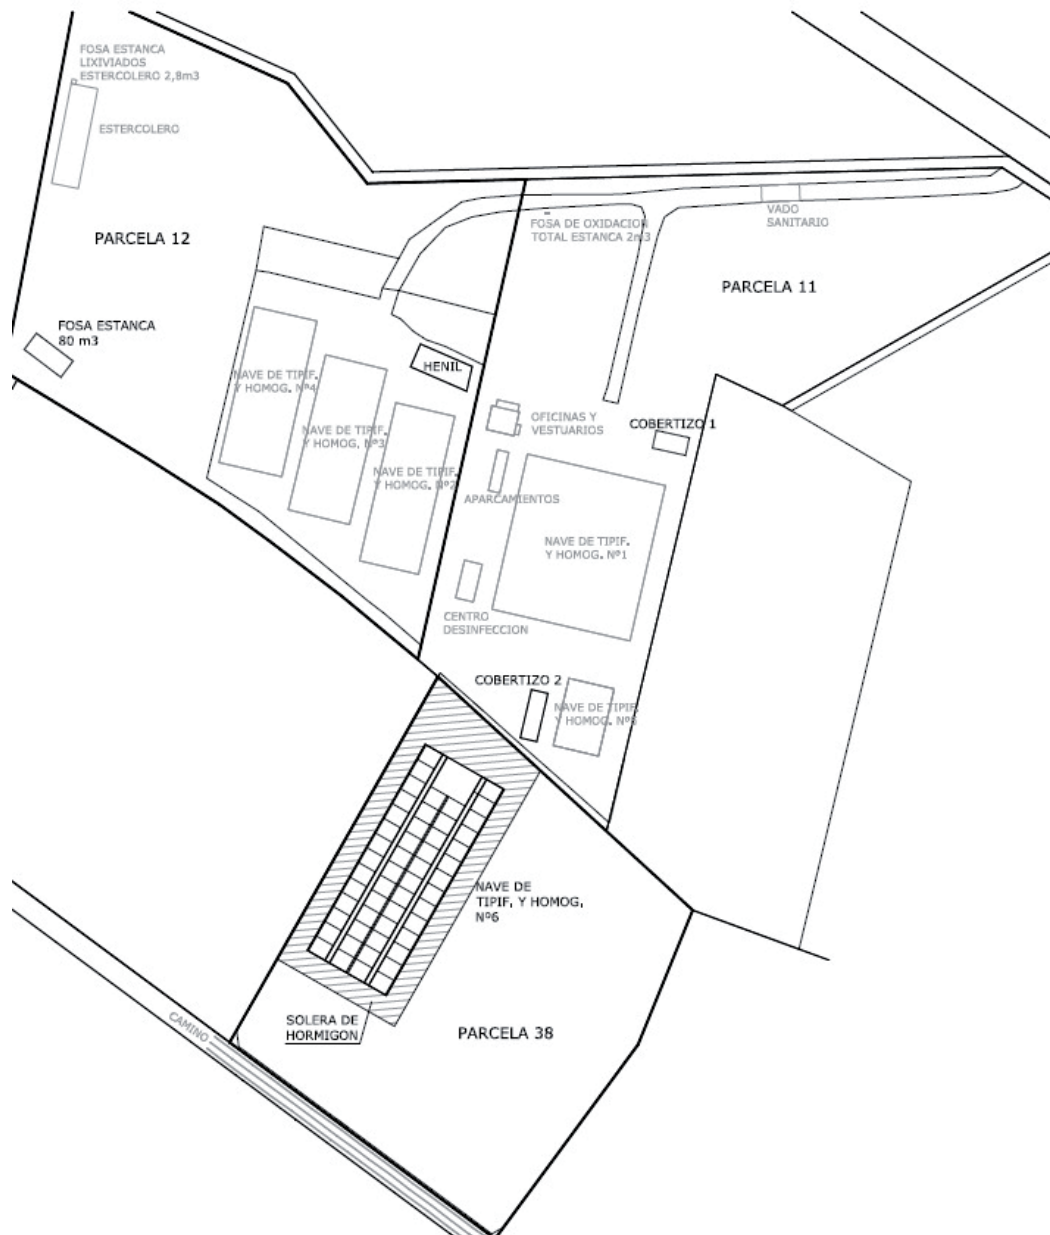 FOSA ESTANCA
LIXIVIADOS
ESTERCOLERO 2,8m3
ESTERCOLERO
VADO
SANITARIO
FOSA DE OXIDACION
TOTAL ESTANCA 2m3
PARCELA 12
PARCELA 11
FOSA ESTANCA
80 m3
HENIL
NAVE DE TIPIF.
Y HOMOG. Nº4
NAVE DE TIPIF.
Y HOMOG. Nº3
NAVE DE TIPIF.
Y HOMOG. Nº2
OFICINAS Y
VESTUARIOS
COBERTIZO 1
APARCAMIENTOS
NAVE DE TIPIF.
Y HOMOG. Nº1
CENTRO
DESINFECCION
COBERTIZO 2
NAVE DE TIPIF.
Y HOMOG. Nº5
NAVE DE
TIPIF. Y HOMOG.
Nº6
SOLERA DE
HORMIGON
PARCELA 38
CAMINO